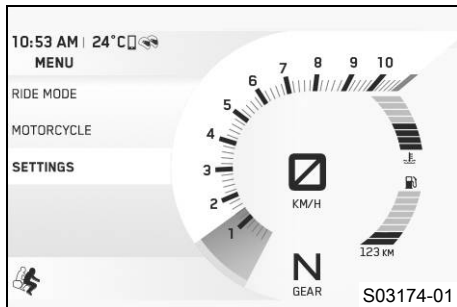 10:53 AM | 24°C
MENU
RIDE MODE
MOTORCYCLE
SETTINGS
1
2
3
4
5
6
7
8
9
10
0
KM/H
N
GEAR
123 KM
S03174-01